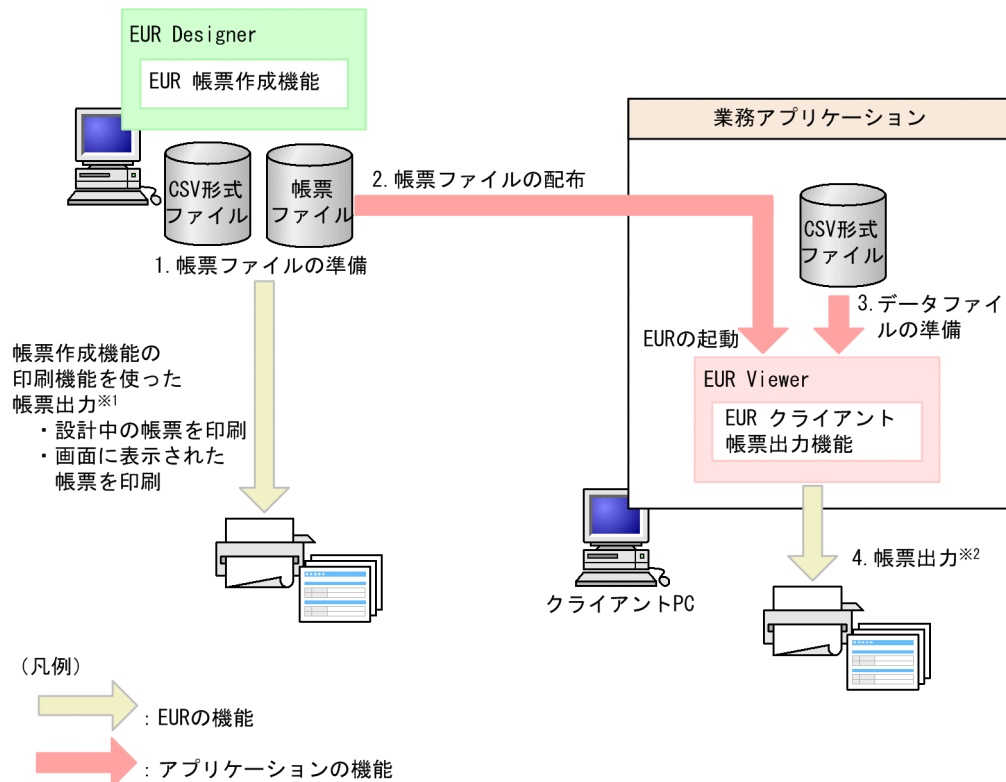 EUR Designer
EUR 帳票作成機能
CSV形式
ファイル
帳票
ファイル
1.帳票ファイルの準備
2.帳票ファイルの配布
業務アプリケーション
CSV形式
ファイル
3.データファイ
ルの準備
EURの起動
EUR Viewer
EUR クライアント
帳票出力機能
帳票作成機能の
印刷機能を使った
帳票出力※1
・設計中の帳票を印刷
・画面に表示された
帳票を印刷
クライアントPC
4.帳票出力※2
（凡例）
：EURの機能
：アプリケーションの機能